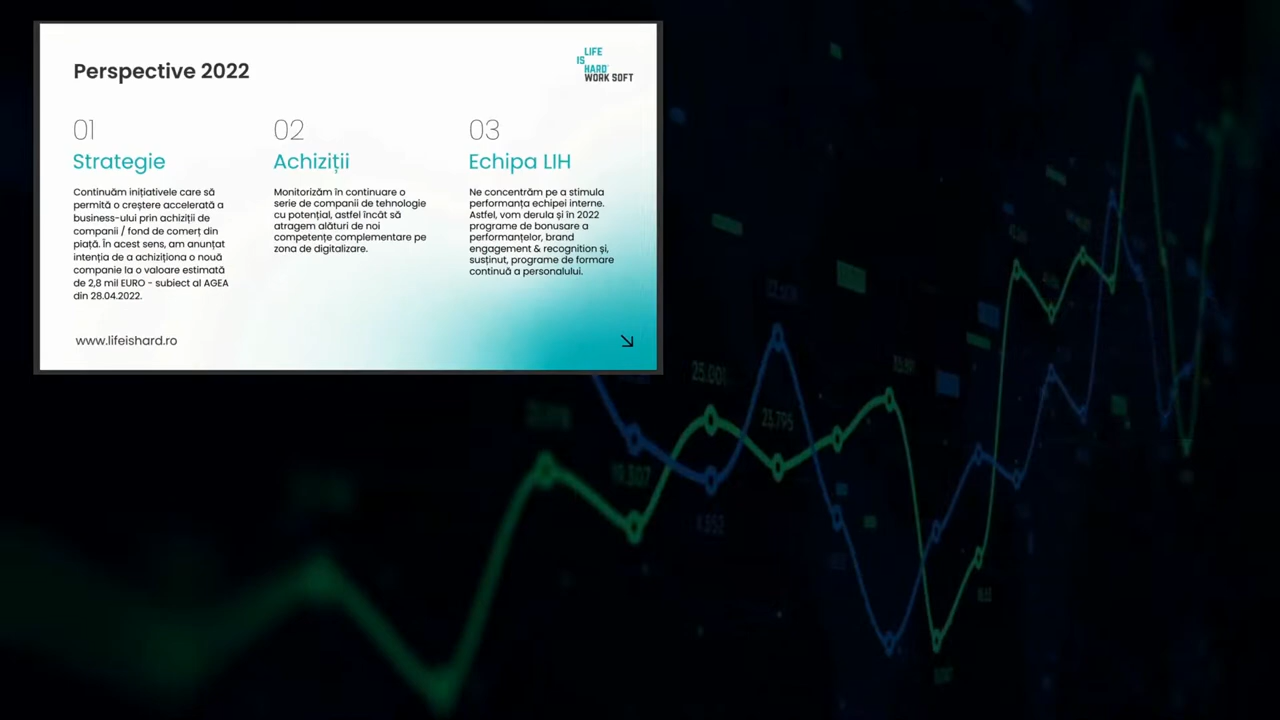 Perspective 2022
LIFE
IS
HARD
WORK SOFT
01
Strategie
Continuăm inițiativele care să
permită o creștere accelerată a
business-ului prin achiziții de
companii / fond de comerț din
piață. În acest sens, am anunțat
intenția de a achiziționa o nouă
companie la o valoare estimată
de 2,8 mil EURO - subiect al AGEA
din 28.04.2022.
02
Achiziții
Monitorizăm în continuare o
serie de companii de tehnologie
cu potențial, astfel încât să
atragem alături de noi
competențe complementare pe
zona de digitalizare.
03
Echipa LIH
Ne concentrăm pe a stimula
performanța echipei interne.
Astfel, vom derula și în 2022
programe de bonusare a
performanțelor, brand
engagement & recognition și,
susținut, programe de formare
continuă a personalului.
www.lifeishard.ro
23.795